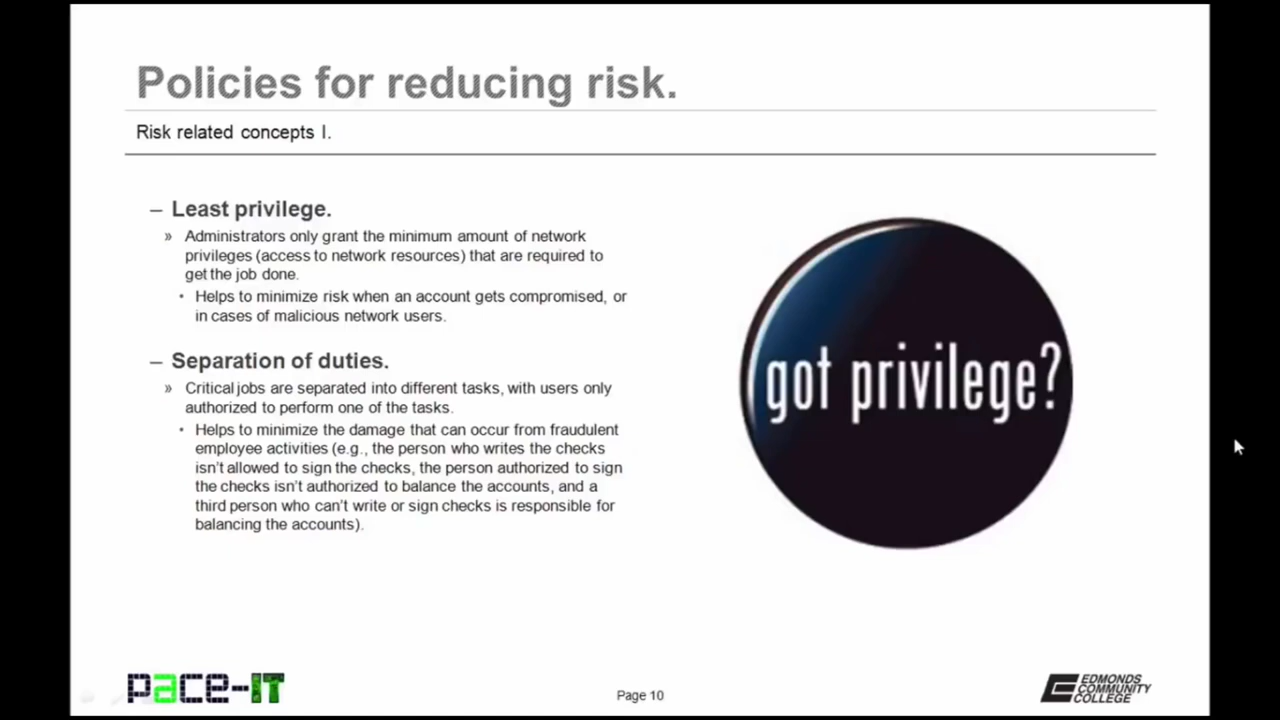 Policies for reducing risk.
Risk related concepts I.
– Least privilege.
» Administrators only grant the minimum amount of network
privileges (access to network resources) that are required to
get the job done.
• Helps to minimize risk when an account gets compromised, or
in cases of malicious network users.
– Separation of duties.
» Critical jobs are separated into different tasks, with users only
authorized to perform one of the tasks.
• Helps to minimize the damage that can occur from fraudulent
employee activities (e.g., the person who writes the checks
isn't allowed to sign the checks, the person authorized to sign
the checks isn't authorized to balance the accounts, and a
third person who can't write or sign checks is responsible for
balancing the accounts).
got privilege?
pace-IT
Page 10
EDMONDS
COMMUNITY
COLLEGE